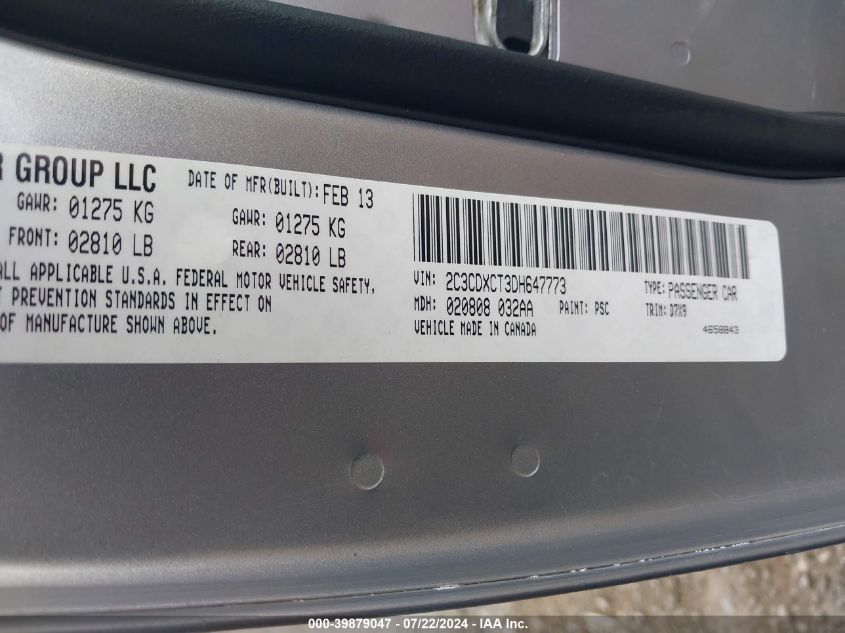 R GROUP LLC
DATE OF MFR(BUILT): FEB 13
GAWR: 01275 KG
GAWR: 01275 KG
FRONT: 02810 LB
REAR: 02810 LB
ALL APPLICABLE U.S.A. FEDERAL MOTOR VEHICLE SAFETY,
T PREVENTION STANDARDS IN EFFECT ON
OF MANUFACTURE SHOWN ABOVE.
VIN: 2C3CDXCT3DH647773
TYPE: PASSENGER CAR
MDH: 020808 032AA
PAINT: PSC
TRIM: D7X9
VEHICLE MADE IN CANADA
4658843
000-39879047 - 07/22/2024 - IAA Inc.